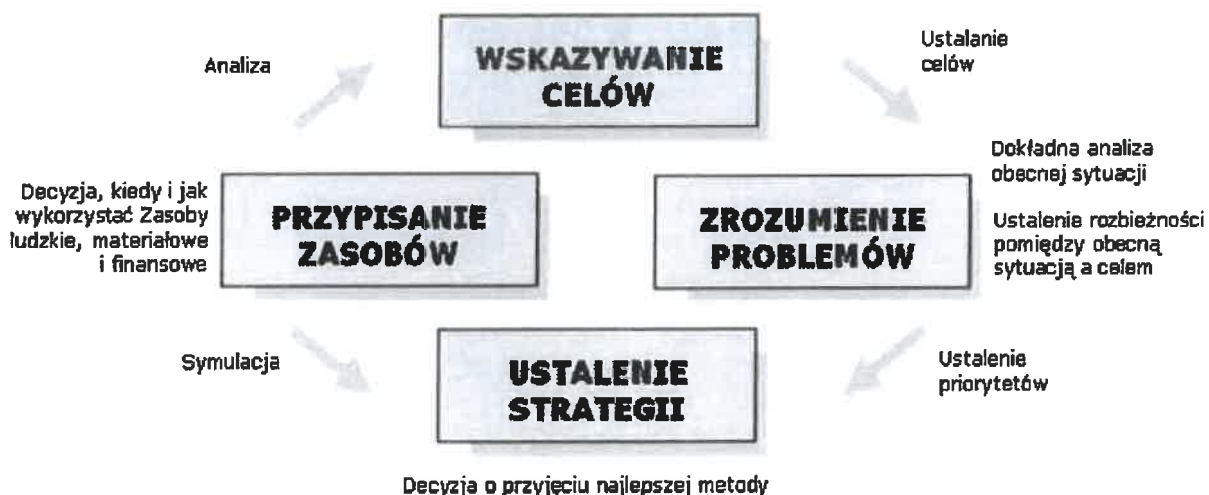 WSKAZYWANIE
CELÓW
Ustalanie
celów
Dokładna analiza
obecnej sytuacji
Ustalenie rozbieżności
pomiędzy obecną
sytuacją a celem
ZROZUMIENIE
PROBLEMÓW
Ustalenie
priorytetów
USTALENIE
STRATEGII
Decyzja o przyjęciu najlepszej metody
Symulacja
PRZYPISANIE
ZASOBÓW
Decyzja, kiedy i jak
wykorzystać Zasoby
ludzkie, materiałowe
i finansowe
Analiza